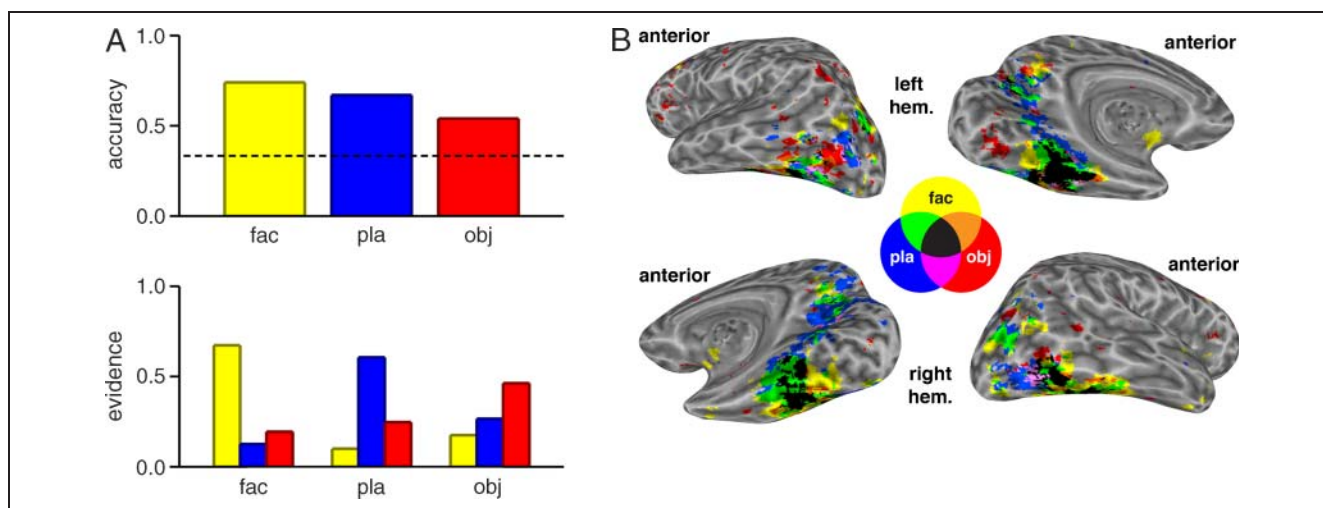 A
1.0
accuracy
0.5
0.0
fac pla obj
1.0
evidence
0.5
0.0
fac pla obj
B
anterior
anterior
left
hem.
fac
pla
obj
anterior
anterior
right
hem.